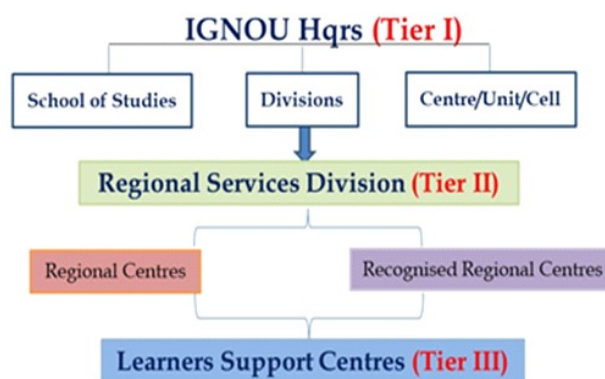 IGNOU Hqrs (Tier I)
School of Studies
Divisions
Centre/Unit/Cell
Regional Services Division (Tier II)
Regional Centres
Recognised Regional Centres
Learners Support Centres (Tier III)